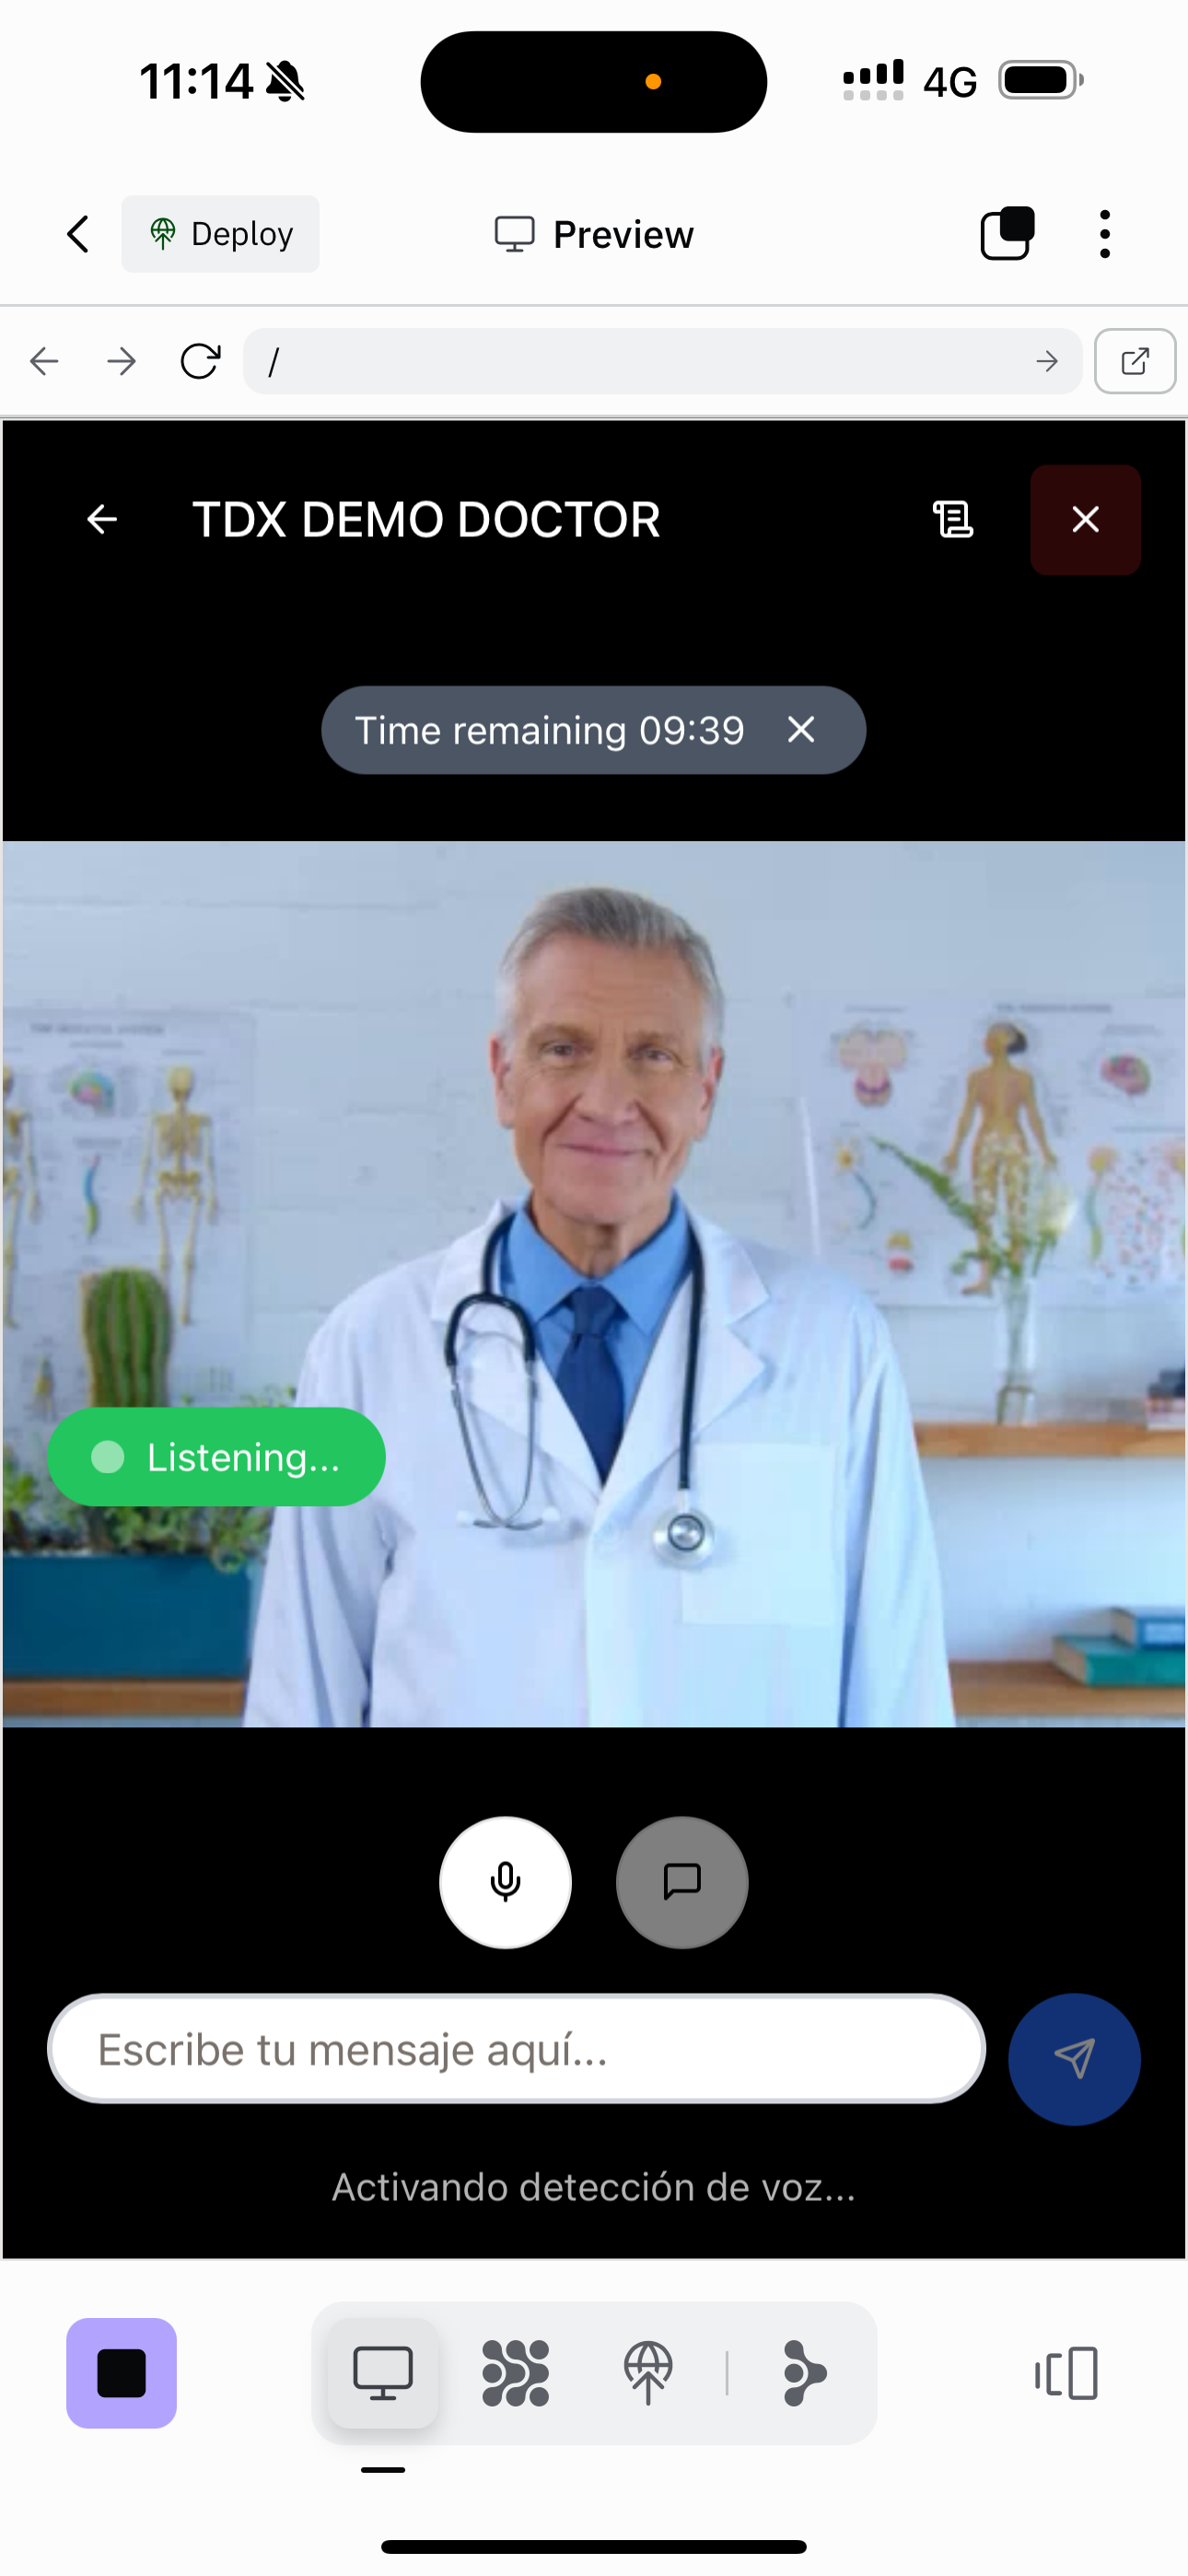 11:14
4G
Deploy
Preview
/
TDX DEMO DOCTOR
Time remaining 09:39
Listening...
Escribe tu mensaje aquí...
Activando detección de voz...